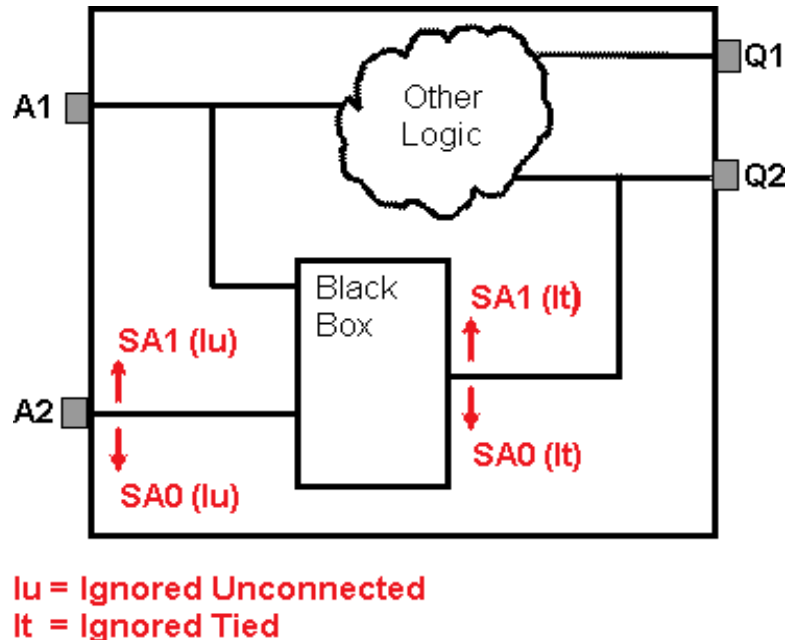 Q1
A1
Other
Logic
Q2
Black
Box
SA1 (It)
SA1 (Iu)
A2
SA0 (It)
SA0 (Iu)
Iu = Ignored Unconnected
It = Ignored Tied